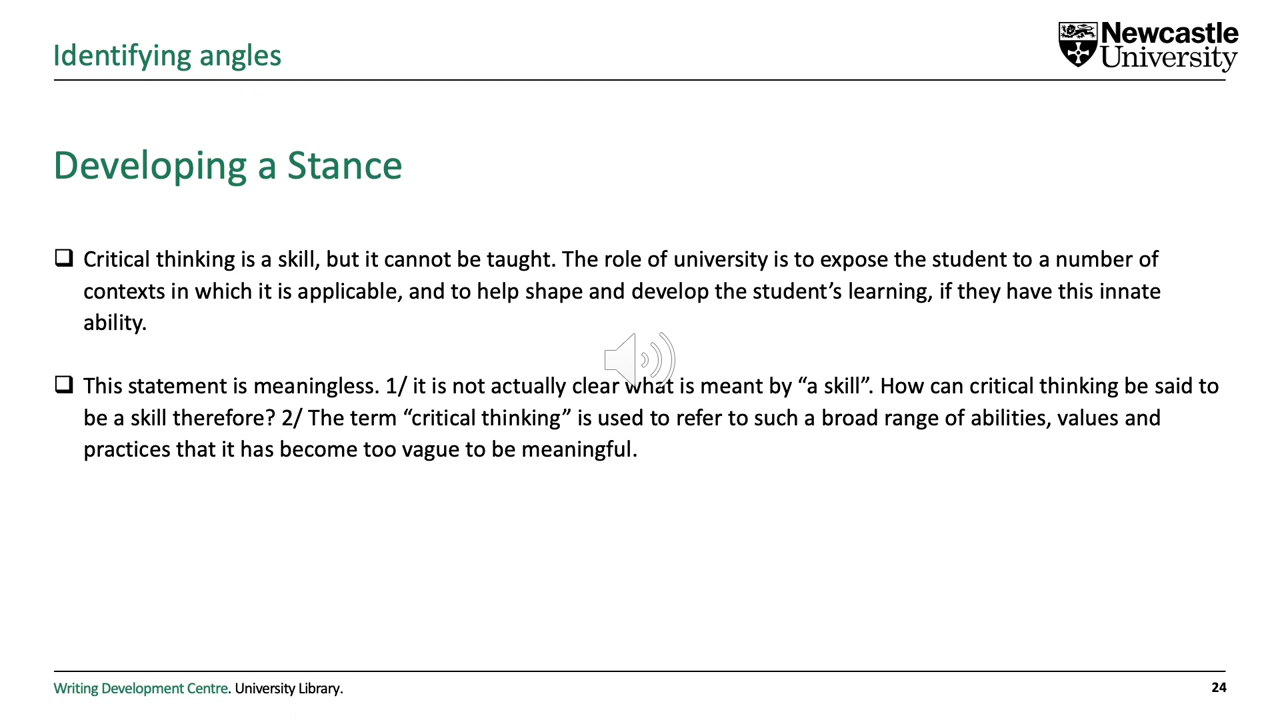 Identifying angles
Newcastle
University
Developing a Stance
❑ Critical thinking is a skill, but it cannot be taught. The role of university is to expose the student to a number of
contexts in which it is applicable, and to help shape and develop the student’s learning, if they have this innate
ability.
❑ This statement is meaningless. 1/ it is not actually clear what is meant by “a skill”. How can critical thinking be said to
be a skill therefore? 2/ The term “critical thinking” is used to refer to such a broad range of abilities, values and
practices that it has become too vague to be meaningful.
Writing Development Centre. University Library.
24